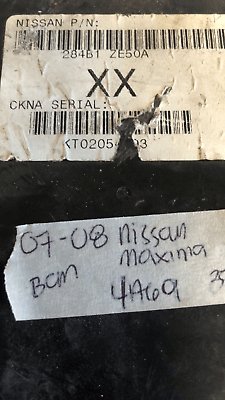 NISSAN P/N:
284B1 ZE50A
XX
CKNA SERIAL:
07-08 Nissan
maxima
BCM
4A69